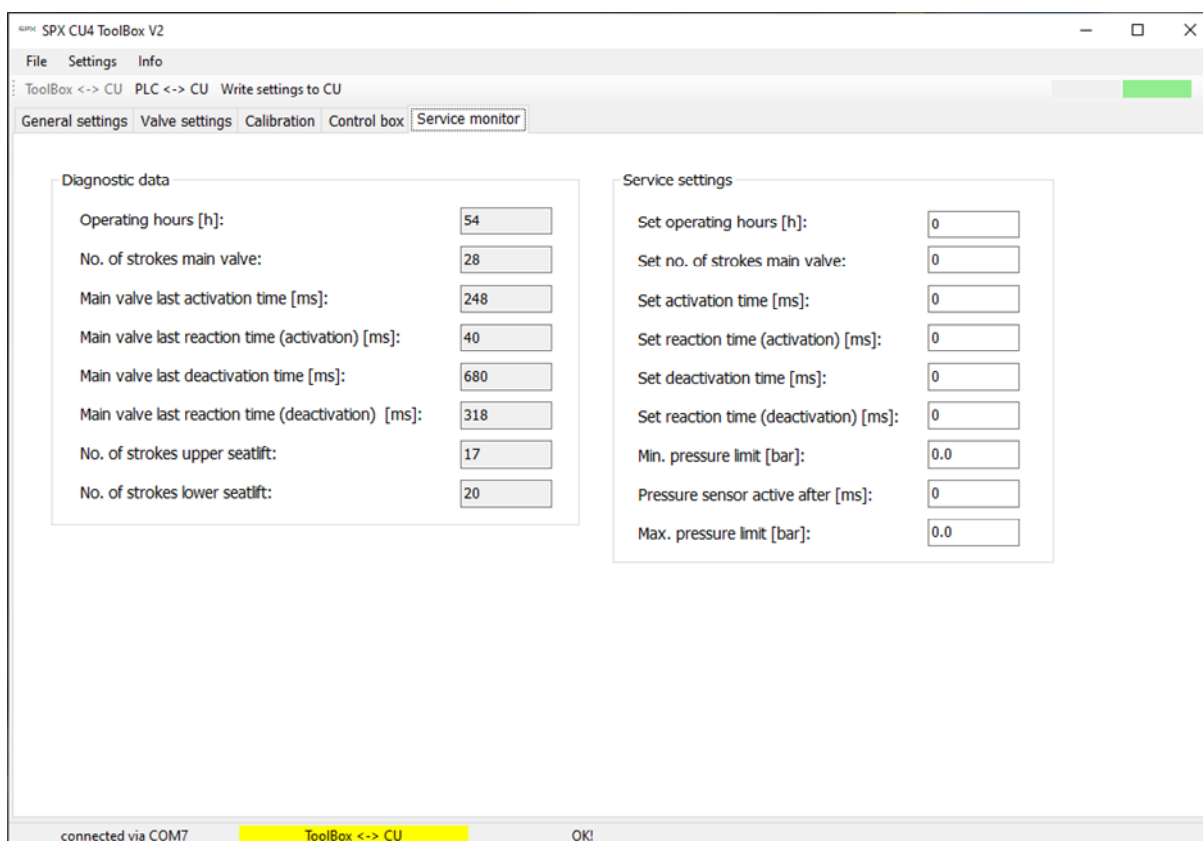 SPX SPX CU4 ToolBox V2
File Settings Info
ToolBox <-> CU PLC <-> CU Write settings to CU
General settings Valve settings Calibration Control box Service monitor
Diagnostic data
Operating hours [h]: 54
No. of strokes main valve: 28
Main valve last activation time [ms]: 248
Main valve last reaction time (activation) [ms]: 40
Main valve last deactivation time [ms]: 680
Main valve last reaction time (deactivation) [ms]: 318
No. of strokes upper seatlift: 17
No. of strokes lower seatlift: 20
Service settings
Set operating hours [h]: 0
Set no. of strokes main valve: 0
Set activation time [ms]: 0
Set reaction time (activation) [ms]: 0
Set deactivation time [ms]: 0
Set reaction time (deactivation) [ms]: 0
Min. pressure limit [bar]: 0.0
Pressure sensor active after [ms]: 0
Max. pressure limit [bar]: 0.0
connected via COM7 ToolBox <-> CU OK!